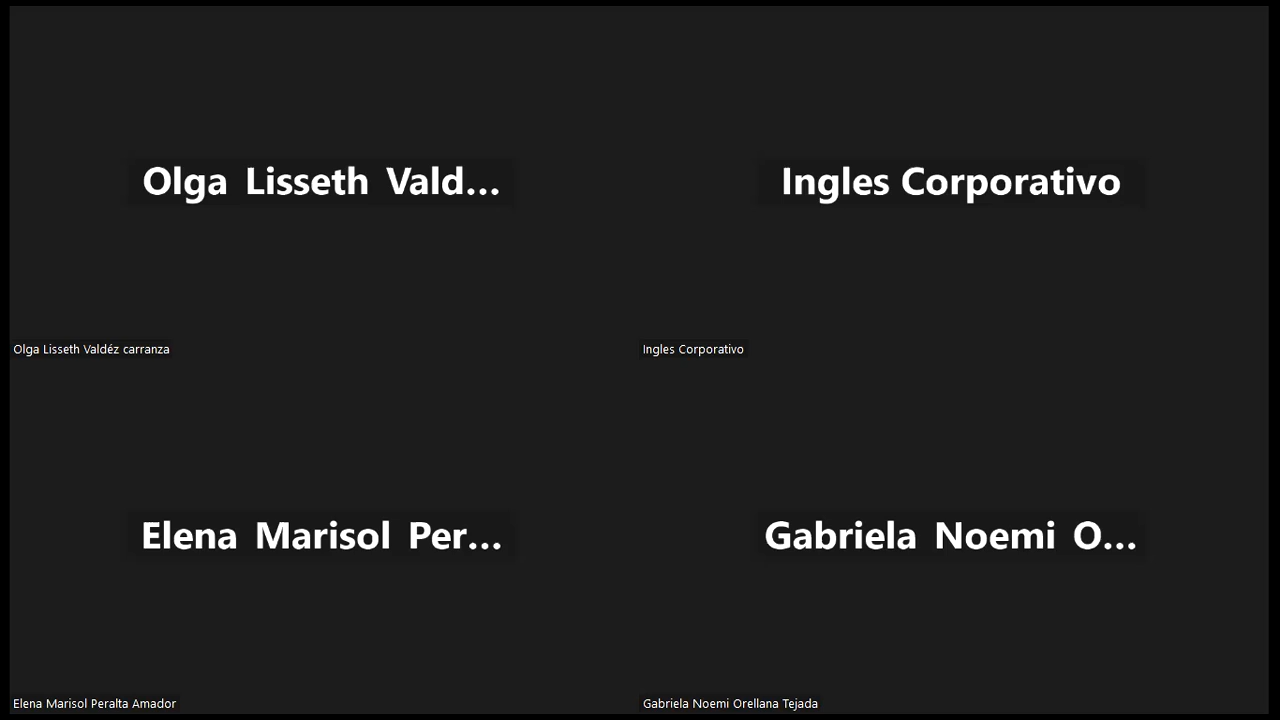 Olga Lisseth Vald...
Ingles Corporativo
Olga Lisseth Valdéz carranza
Ingles Corporativo
Elena Marisol Per...
Gabriela Noemi O...
Elena Marisol Peralta Amador
Gabriela Noemi Orellana Tejada